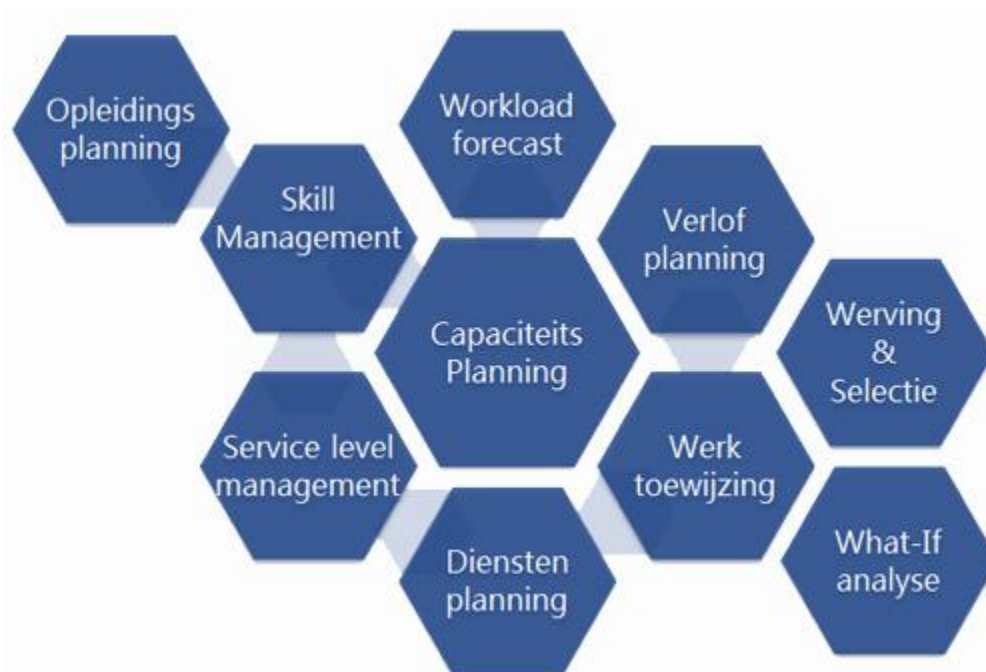 Opleidings
planning
Workload
forecast
Skill
Management
Verlof
planning
Capaciteits
Planning
Werving
&
Selectie
Service level
management
Werk
toewijzing
Diensten
planning
What-If
analyse